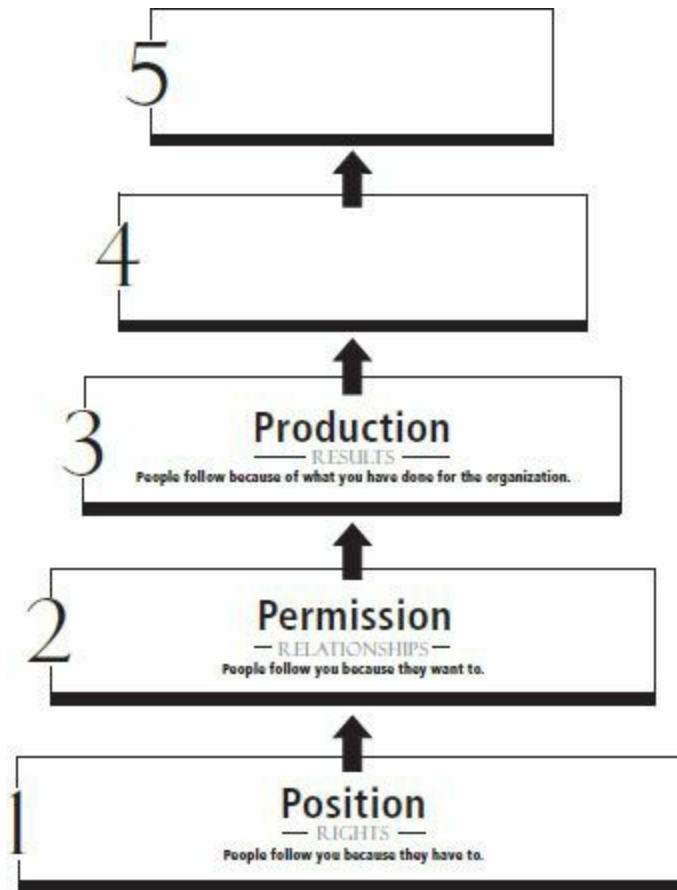 5
4
3
Production
RESULTS
People follow because of what you have done for the organization.
2
Permission
RELATIONSHIPS
People follow you because they want to.
1
Position
RIGHTS
People follow you because they have to.